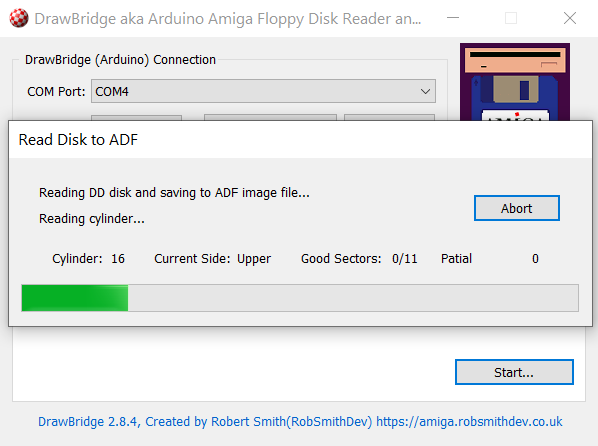 DrawBridge aka Arduino Amiga Floppy Disk Reader an...
DrawBridge (Arduino) Connection
COM Port: COM4
AMIGA
Read Disk to ADF
Reading DD disk and saving to ADF image file...
Abort
Reading cylinder...
Cylinder: 16 Current Side: Upper Good Sectors: 0/11 Patial 0
Start...
DrawBridge 2.8.4, Created by Robert Smith(RobSmithDev) https://amiga.robsmithdev.co.uk